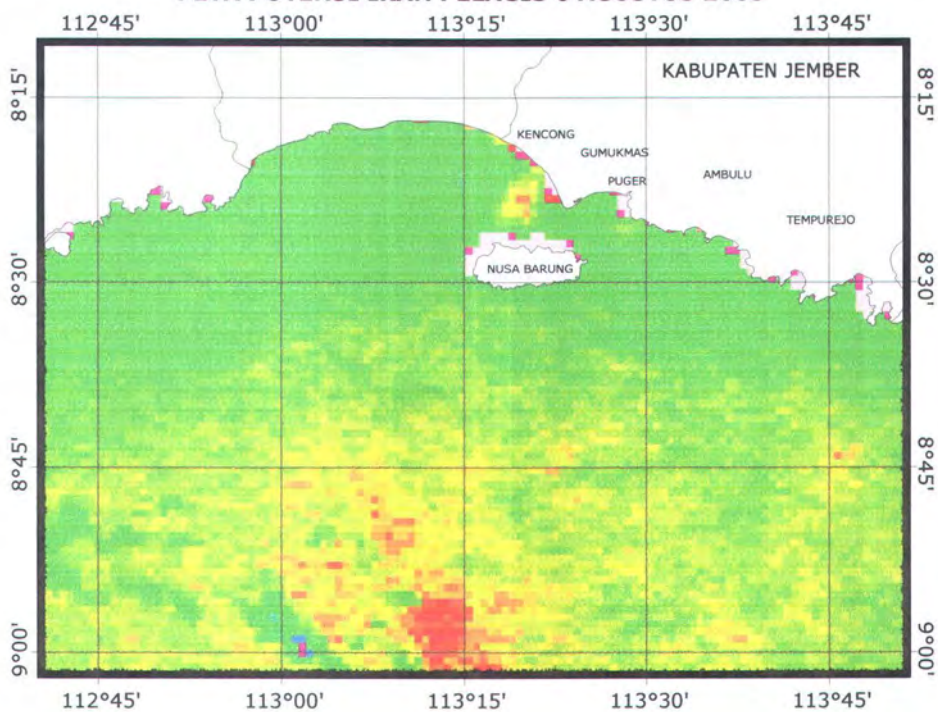 112°45' 113°00' 113°15' 113°30' 113°45'
KABUPATEN JEMBER
8°15' 8°15'
KENCONG
GUMUKMAS
PUGER
AMBULU
TEMPUREJO
NUSA BARUNG
8°30' 8°30'
8°45' 8°45'
9°00' 9°00'
112°45' 113°00' 113°15' 113°30' 113°45'